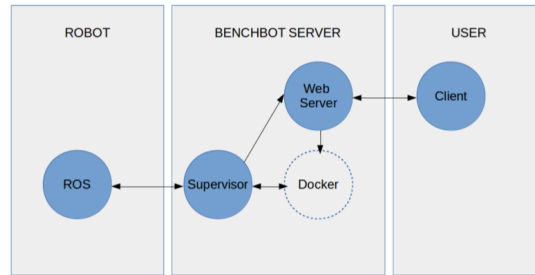 ROBOT
BENCHBOT SERVER
USER
Web
Server
Client
ROS
Supervisor
Docker